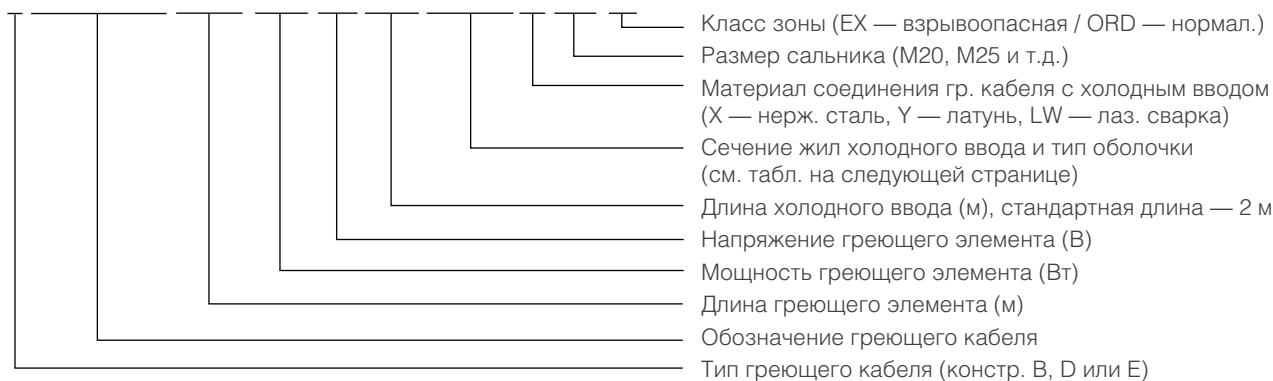 Класс зоны (EX — взрывоопасная / ORD — нормал.)
Размер сальника (М20, М25 и т.д.)
Материал соединения гр. кабеля с холодным вводом
(X — нерж. сталь, Y — латунь, LW — лаз. сварка)
Сечение жил холодного ввода и тип оболочки
(см. табл. на следующей странице)
Длина холодного ввода (м), стандартная длина — 2 м
Напряжение греющего элемента (В)
Мощность греющего элемента (Вт)
Длина греющего элемента (м)
Обозначение греющего кабеля
Тип греющего кабеля (констр. B, D или E)